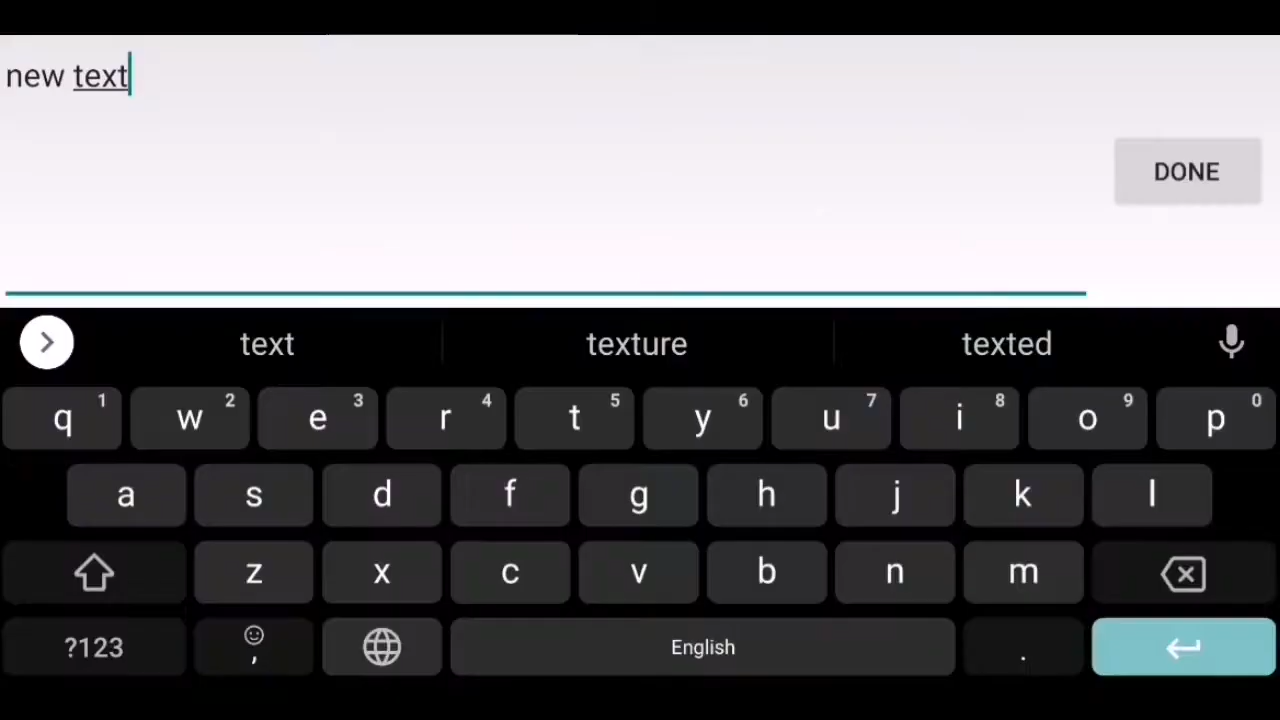 new text
DONE
text texture texted
q 1 w 2 e 3 r 4 t 5 y 6 u 7 i 8 o 9 p 0
a s d f g h j k l
z x c v b n m
?123 , English .